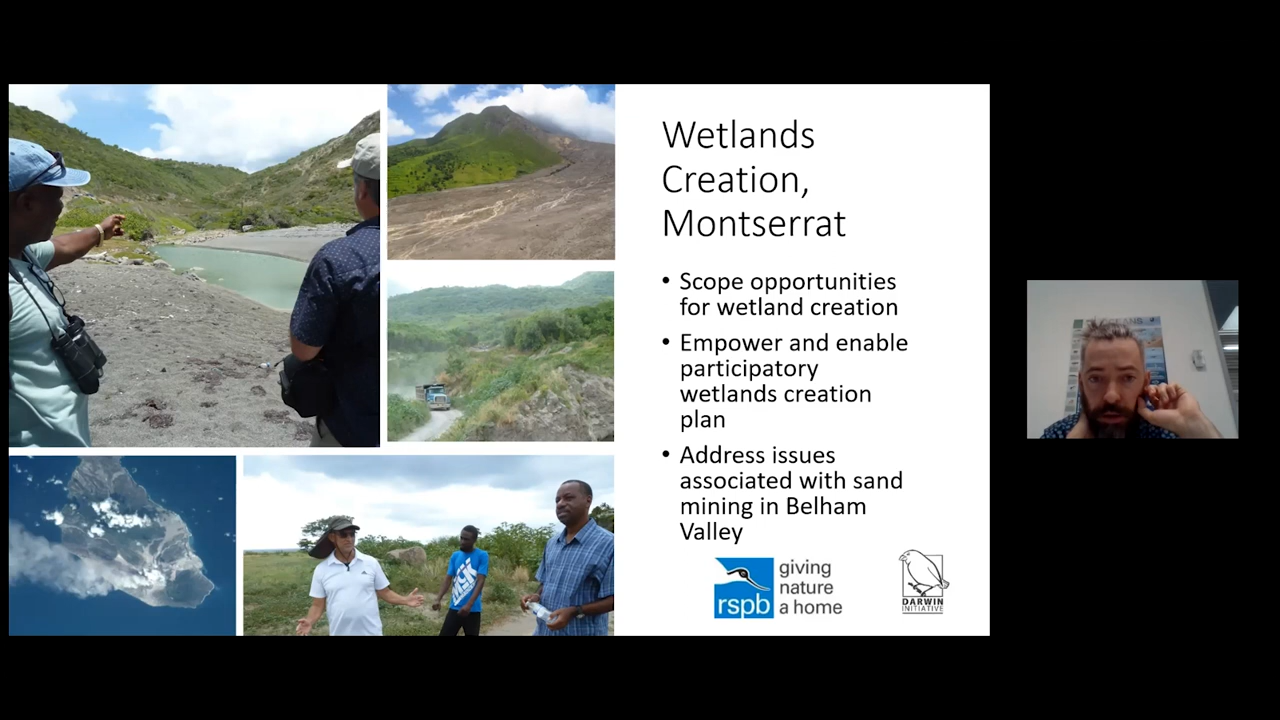 Wetlands
Creation,
Montserrat
• Scope opportunities
for wetland creation
• Empower and enable
participatory
wetlands creation
plan
• Address issues
associated with sand
mining in Belham
Valley
rspb
giving
nature
a home
DARWIN
INITIATIVE